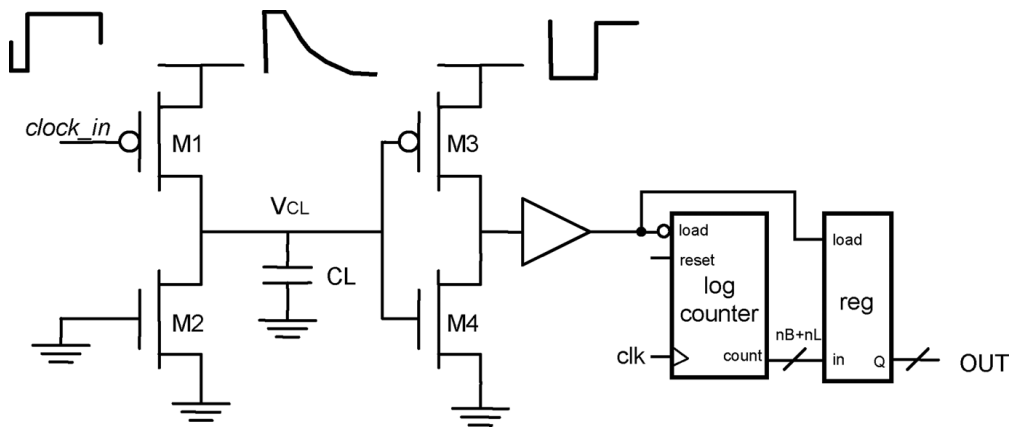 clock_in
M1
M3
VCL
CL
M2
M4
load
reset
log
counter
clk
count
nB+nL
load
reg
in
Q
OUT